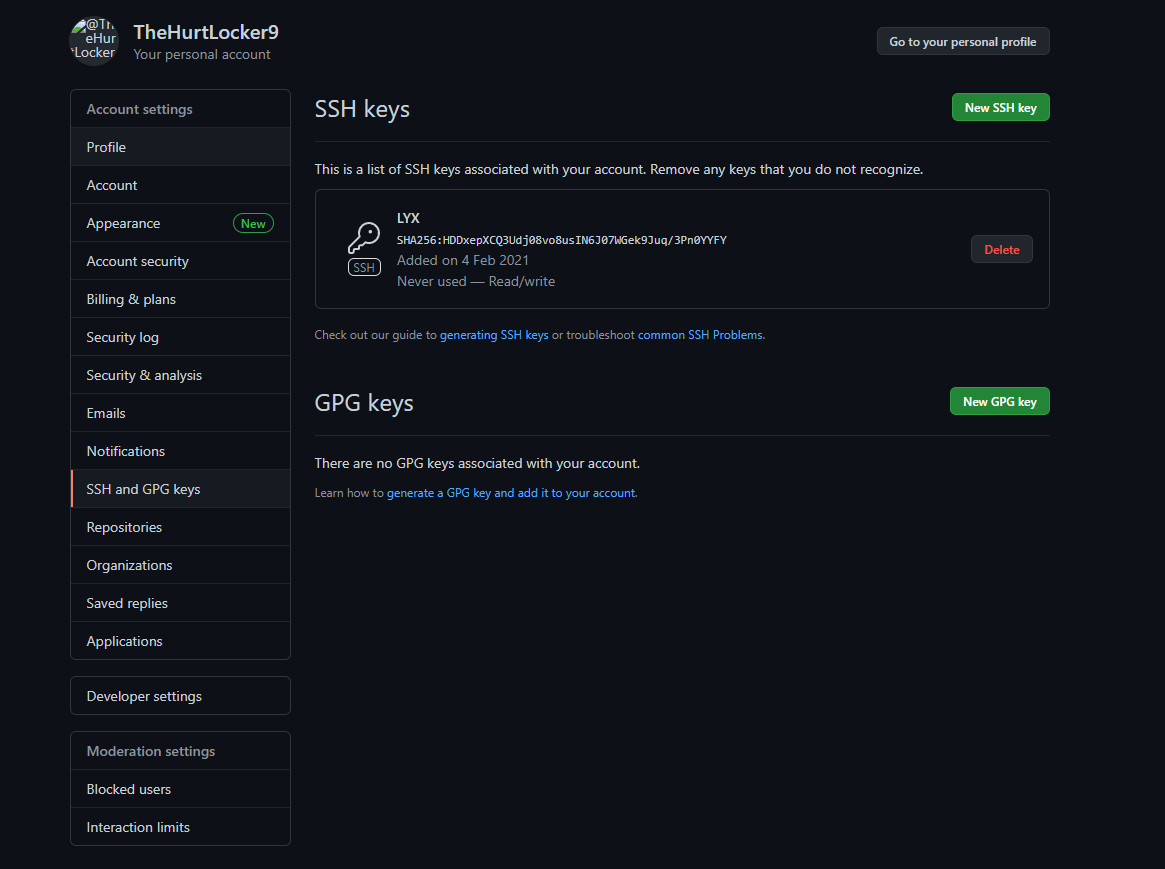 @TheHurtLocker
TheHurtLocker9
Your personal account
Go to your personal profile
Account settings
Profile
Account
Appearance New
Account security
Billing & plans
Security log
Security & analysis
Emails
Notifications
SSH and GPG keys
Repositories
Organizations
Saved replies
Applications
Developer settings
Moderation settings
Blocked users
Interaction limits
SSH keys
New SSH key
This is a list of SSH keys associated with your account. Remove any keys that you do not recognize.
SSH
LYX
SHA256:HDDxepXCQ3Udj08vo8usIN6J07WGek9Juq/3Pn0YYFY
Added on 4 Feb 2021
Never used — Read/write
Delete
Check out our guide to generating SSH keys or troubleshoot common SSH Problems.
GPG keys
New GPG key
There are no GPG keys associated with your account.
Learn how to generate a GPG key and add it to your account.